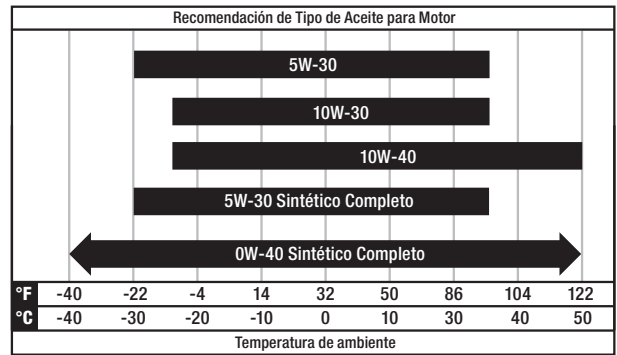 Recomendación de Tipo de Aceite para Motor
5W-30
10W-30
10W-40
5W-30 Sintético Completo
0W-40 Sintético Completo
°F -40 -22 -4 14 32 50 86 104 122
°C -40 -30 -20 -10 0 10 30 40 50
Temperatura de ambiente